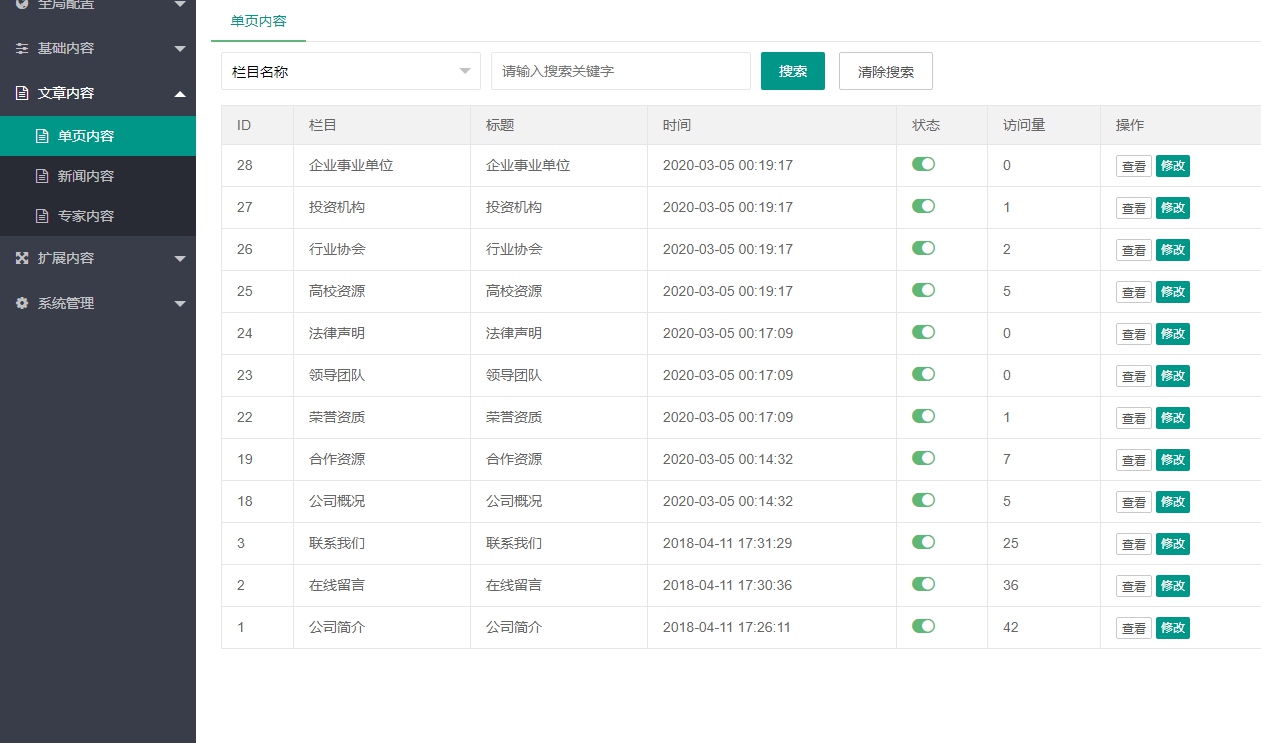 全局配置
基础内容
文章内容
单页内容
新闻内容
专家内容
扩展内容
系统管理
单页内容
栏目名称 请输入搜索关键字 搜索 清除搜索
ID 栏目 标题 时间 状态 访问量 操作
28 企业事业单位 企业事业单位 2020-03-05 00:19:17 0 查看 修改
27 投资机构 投资机构 2020-03-05 00:19:17 1 查看 修改
26 行业协会 行业协会 2020-03-05 00:19:17 2 查看 修改
25 高校资源 高校资源 2020-03-05 00:19:17 5 查看 修改
24 法律声明 法律声明 2020-03-05 00:17:09 0 查看 修改
23 领导团队 领导团队 2020-03-05 00:17:09 0 查看 修改
22 荣誉资质 荣誉资质 2020-03-05 00:17:09 1 查看 修改
19 合作资源 合作资源 2020-03-05 00:14:32 7 查看 修改
18 公司概况 公司概况 2020-03-05 00:14:32 5 查看 修改
3 联系我们 联系我们 2018-04-11 17:31:29 25 查看 修改
2 在线留言 在线留言 2018-04-11 17:30:36 36 查看 修改
1 公司简介 公司简介 2018-04-11 17:26:11 42 查看 修改